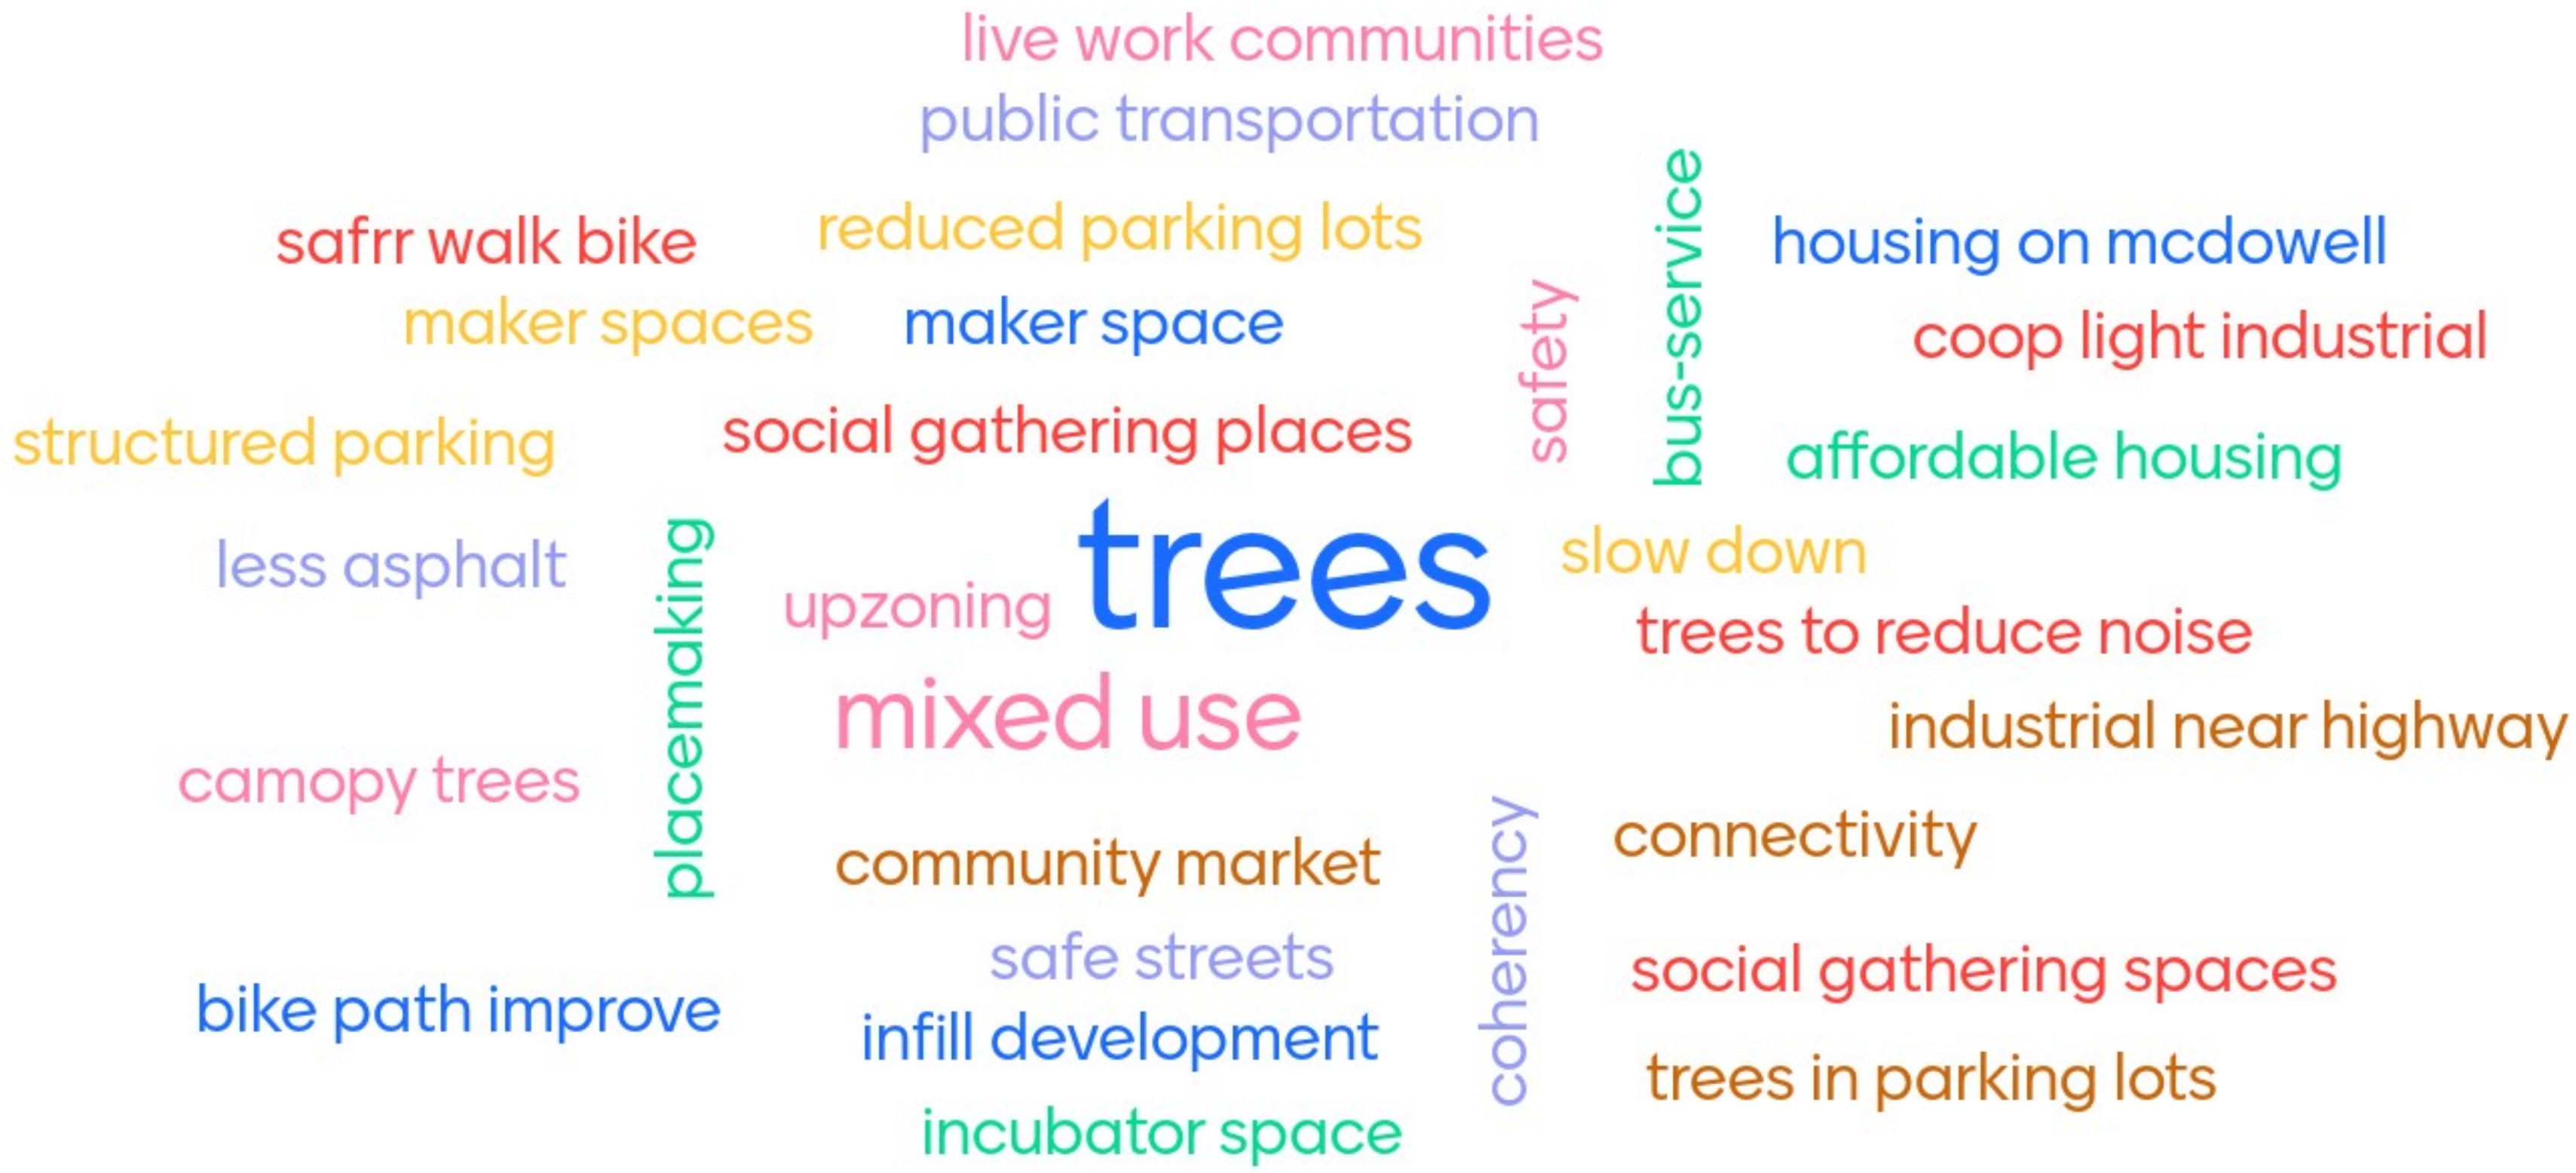 live work communities
public transportation
safrr walk bike
reduced parking lots
bus-service
housing on mcdowell
maker spaces
maker space
safety
coop light industrial
structured parking
social gathering places
affordable housing
less asphalt
placemaking
upzoning
trees
slow down
trees to reduce noise
mixed use
industrial near highway
camopy trees
community market
coherency
connectivity
safe streets
social gathering spaces
bike path improve
infill development
trees in parking lots
incubator space